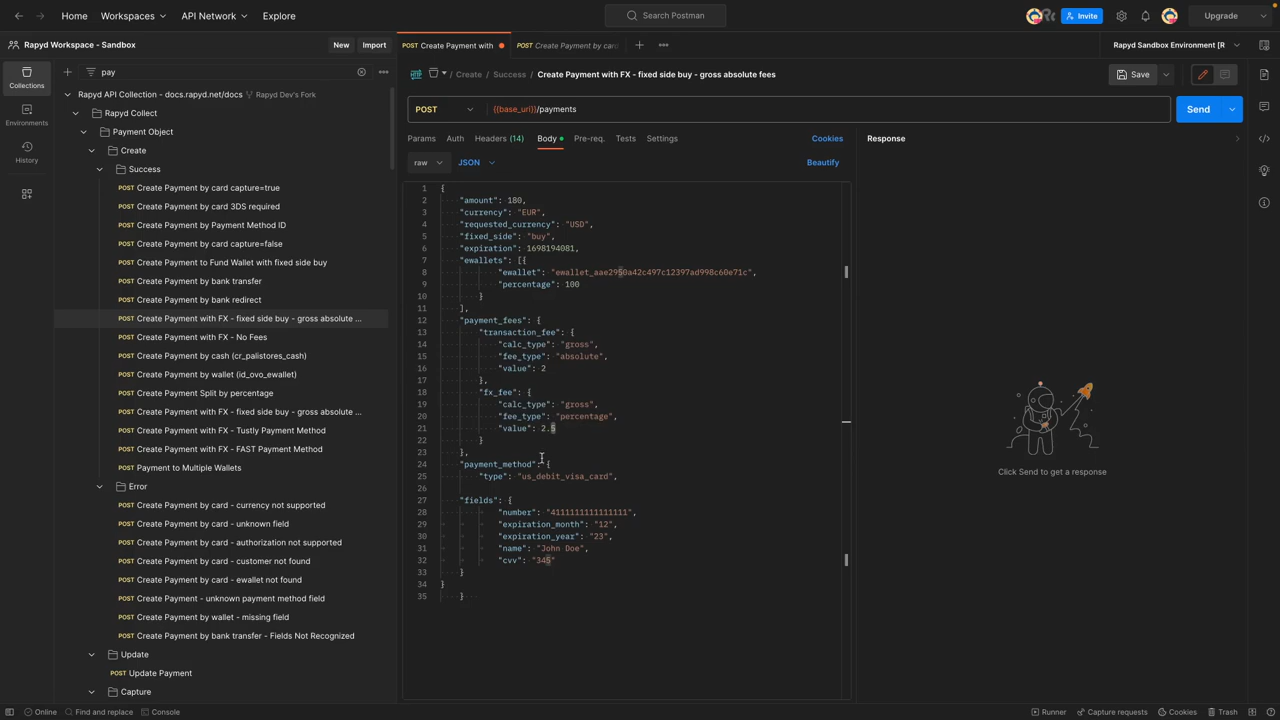 Home Workspaces API Network Explore Search Postman Invite Upgrade
Rapyd Workspace - Sandbox New Import POST Create Payment with POST Create Payment by car Rapyd Sandbox Environment [R
Collections
Environments
History
pay
Rapyd API Collection - docs.rapyd.net/docs Rapyd Dev's Fork
Rapyd Collect
Payment Object
Create
Success
POST Create Payment by card capture=true
POST Create Payment by card 3DS required
POST Create Payment by Payment Method ID
POST Create Payment by card capture=false
POST Create Payment to Fund Wallet with fixed side buy
POST Create Payment by bank transfer
POST Create Payment by bank redirect
POST Create Payment with FX - fixed side buy - gross absolute ...
POST Create Payment with FX - No Fees
POST Create Payment by cash (cr_palistores_cash)
POST Create Payment by wallet (id_ovo_ewallet)
POST Create Payment Split by percentage
POST Create Payment with FX - fixed side buy - gross absolute ...
POST Create Payment with FX - Tustly Payment Method
POST Create Payment with FX - FAST Payment Method
POST Payment to Multiple Wallets
Error
POST Create Payment by card - currency not supported
POST Create Payment by card - unknown field
POST Create Payment by card - authorization not supported
POST Create Payment by card - customer not found
POST Create Payment by card - ewallet not found
POST Create Payment - unknown payment method field
POST Create Payment by wallet - missing field
POST Create Payment by bank transfer - Fields Not Recognized
Update
POST Update Payment
Capture
HTTP / Create / Success / Create Payment with FX - fixed side buy - gross absolute fees Save
POST {{base_url}}/payments Send
Params Auth Headers (14) Body Pre-req. Tests Settings Cookies
raw JSON Beautify
1 {
2 "amount": 180,
3 "currency": "EUR",
4 "requested_currency": "USD",
5 "fixed_side": "buy",
6 "expiration": 1698194081,
7 "ewallets": [{
8 "ewallet": "ewallet_aae2950a42c497c12397ad998c60e71c",
9 "percentage": 100
10 }
11 ],
12 "payment_fees": {
13 "transaction_fee": {
14 "calc_type": "gross",
15 "fee_type": "absolute",
16 "value": 2
17 },
18 "fx_fee": {
19 "calc_type": "gross",
20 "fee_type": "percentage",
21 "value": 2.5
22 }
23 },
24 "payment_method": {
25 "type": "us_debit_visa_card",
26
27 "fields": {
28 "number": "4111111111111111",
29 "expiration_month": "12",
30 "expiration_year": "23",
31 "name": "John Doe",
32 "cvv": "345"
33 }
34 }
35 }
Response
Click Send to get a response
Online Find and replace Console Runner Capture requests Cookies Trash